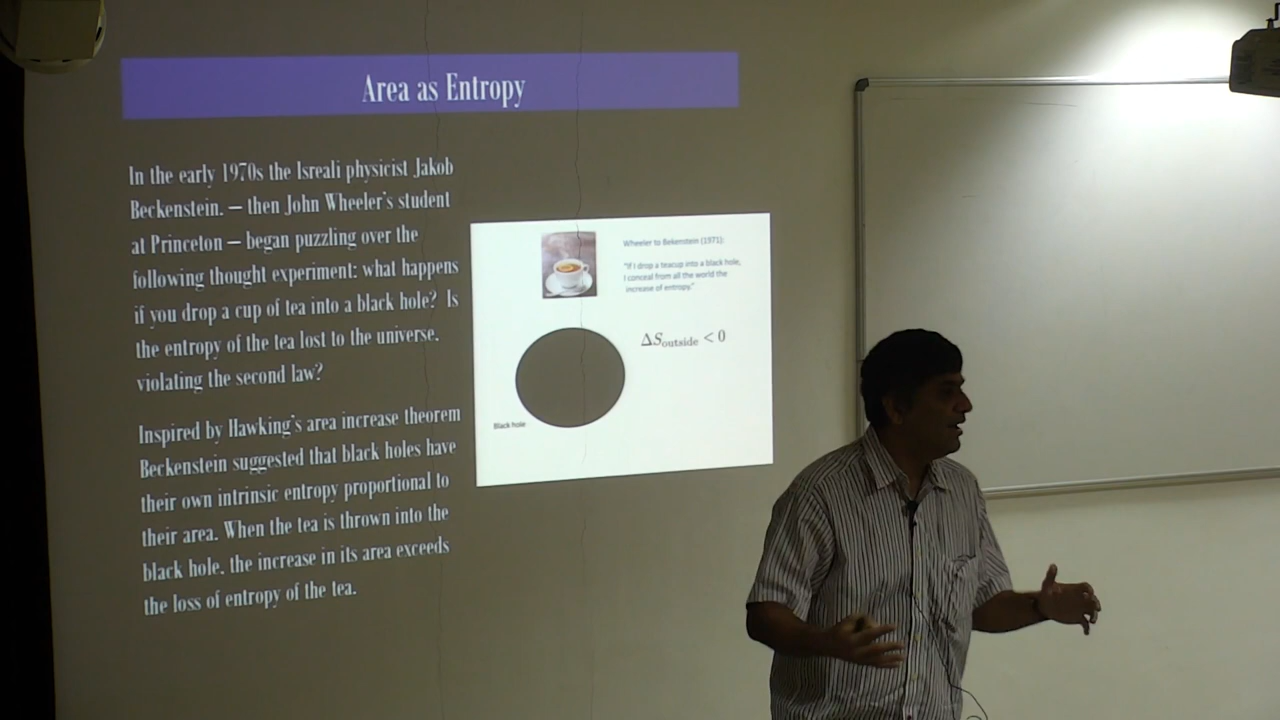 Area as Entropy
In the early 1970s the Isreali physicist Jakob
Beckenstein. – then John Wheeler's student
at Princeton – began puzzling over the
following thought experiment: what happens
if you drop a cup of tea into a black hole? Is
the entropy of the tea lost to the universe.
violating the second law?
Inspired by Hawking's area increase theorem
Beckenstein suggested that black holes have
their own intrinsic entropy proportional to
their area. When the tea is thrown into the
black hole. the increase in its area exceeds
the loss of entropy of the tea.
Wheeler to Bekenstein (1971):
"If I drop a teacup into a black hole,
I conceal from all the world the
increase of entropy."
ΔS_outside < 0
Black hole